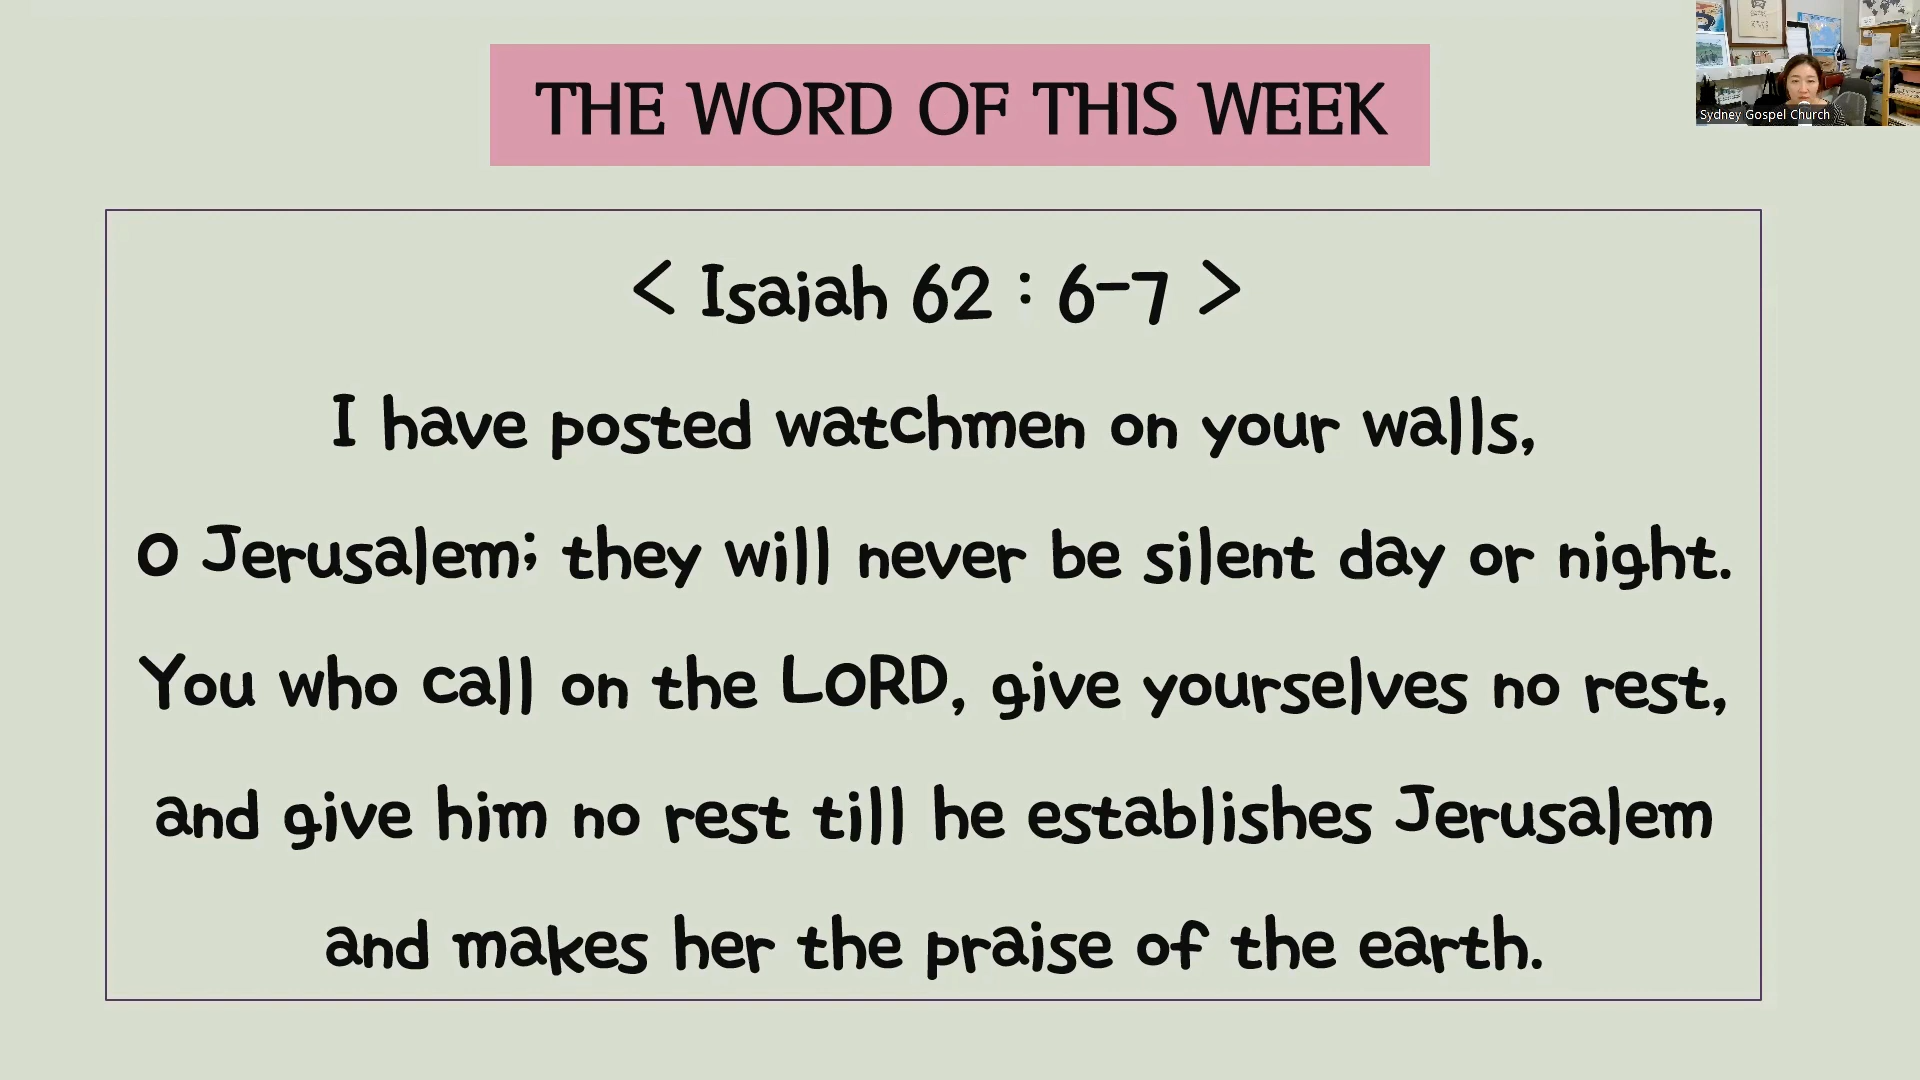 THE WORD OF THIS WEEK
Sydney Gospel Church
< Isaiah 62 : 6-7 >
I have posted watchmen on your walls,
O Jerusalem; they will never be silent day or night.
You who call on the LORD, give yourselves no rest,
and give him no rest till he establishes Jerusalem
and makes her the praise of the earth.